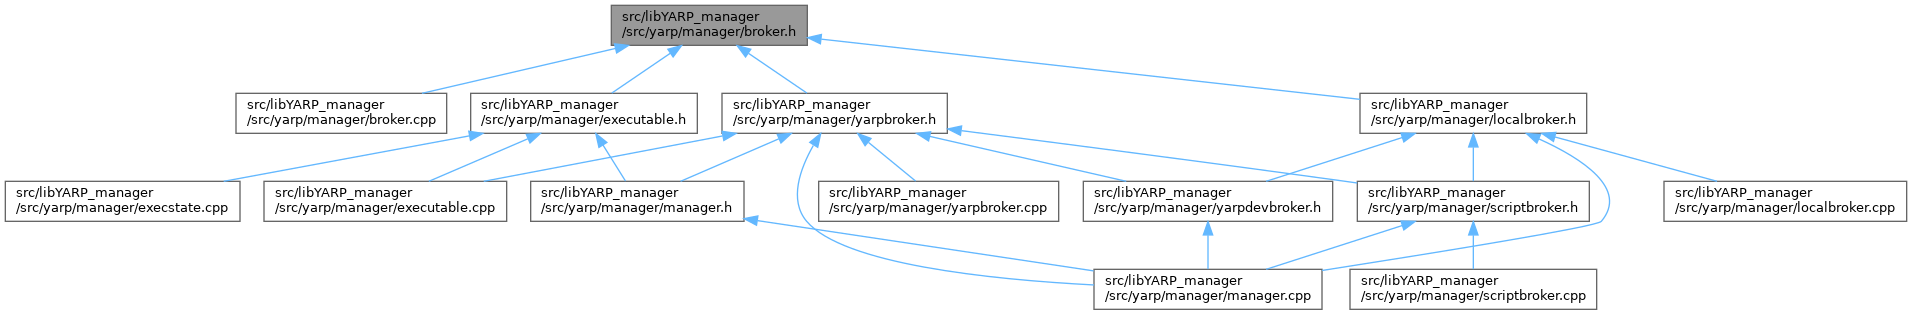 src/libYARP_manager
/src/yarp/manager/broker.h
src/libYARP_manager
/src/yarp/manager/broker.cpp
src/libYARP_manager
/src/yarp/manager/executable.h
src/libYARP_manager
/src/yarp/manager/yarpbroker.h
src/libYARP_manager
/src/yarp/manager/localbroker.h
src/libYARP_manager
/src/yarp/manager/execstate.cpp
src/libYARP_manager
/src/yarp/manager/executable.cpp
src/libYARP_manager
/src/yarp/manager/manager.h
src/libYARP_manager
/src/yarp/manager/yarpbroker.cpp
src/libYARP_manager
/src/yarp/manager/yarpdevbroker.h
src/libYARP_manager
/src/yarp/manager/scriptbroker.h
src/libYARP_manager
/src/yarp/manager/localbroker.cpp
src/libYARP_manager
/src/yarp/manager/manager.cpp
src/libYARP_manager
/src/yarp/manager/scriptbroker.cpp